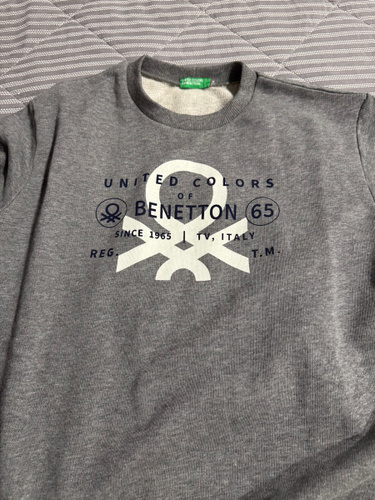 UNITED COLORS
OF
BENETTON 65
SINCE 1965 | TV, ITALY
REG. T.M.